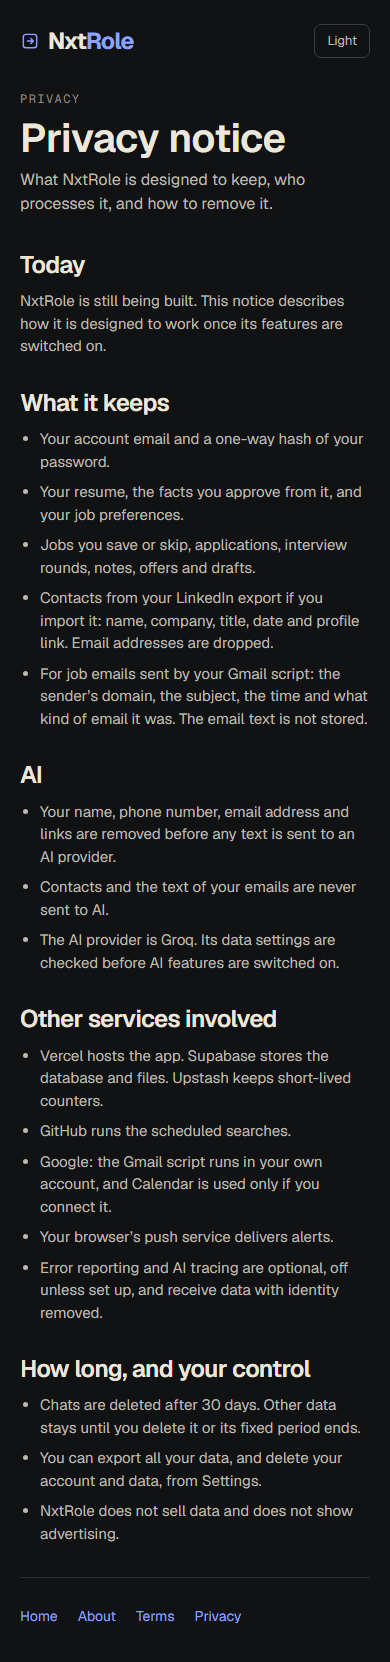 NxtRole
Light
PRIVACY
Privacy notice
What NxtRole is designed to keep, who
processes it, and how to remove it.
Today
NxtRole is still being built. This notice describes
how it is designed to work once its features are
switched on.
What it keeps
• Your account email and a one-way hash of your
password.
• Your resume, the facts you approve from it, and
your job preferences.
• Jobs you save or skip, applications, interview
rounds, notes, offers and drafts.
• Contacts from your LinkedIn export if you
import it: name, company, title, date and profile
link. Email addresses are dropped.
• For job emails sent by your Gmail script: the
sender’s domain, the subject, the time and what
kind of email it was. The email text is not stored.
AI
• Your name, phone number, email address and
links are removed before any text is sent to an
AI provider.
• Contacts and the text of your emails are never
sent to AI.
• The AI provider is Groq. Its data settings are
checked before AI features are switched on.
Other services involved
• Vercel hosts the app. Supabase stores the
database and files. Upstash keeps short-lived
counters.
• GitHub runs the scheduled searches.
• Google: the Gmail script runs in your own
account, and Calendar is used only if you
connect it.
• Your browser’s push service delivers alerts.
• Error reporting and AI tracing are optional, off
unless set up, and receive data with identity
removed.
How long, and your control
• Chats are deleted after 30 days. Other data
stays until you delete it or its fixed period ends.
• You can export all your data, and delete your
account and data, from Settings.
• NxtRole does not sell data and does not show
advertising.
Home About Terms Privacy